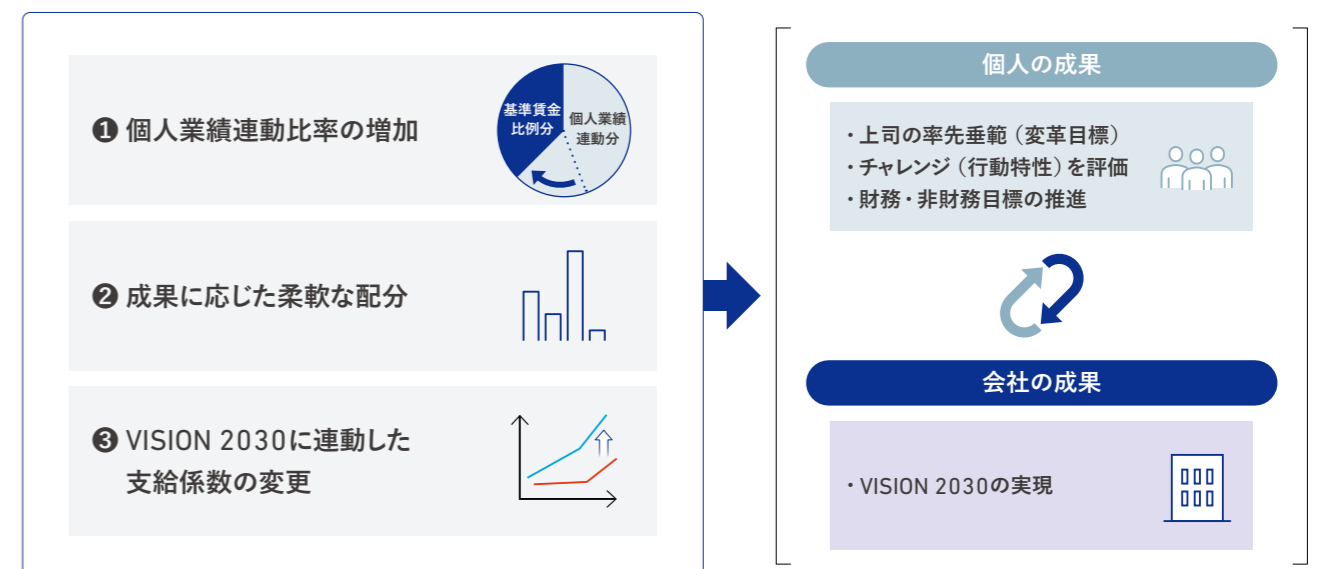 ❶ 個人業績連動比率の増加
基準賃金
比例分
個人業績
連動分
❷ 成果に応じた柔軟な配分
❸ VISION 2030に連動した
支給係数の変更
個人の成果
・上司の率先垂範（変革目標）
・チャレンジ（行動特性）を評価
・財務・非財務目標の推進
会社の成果
・VISION 2030の実現